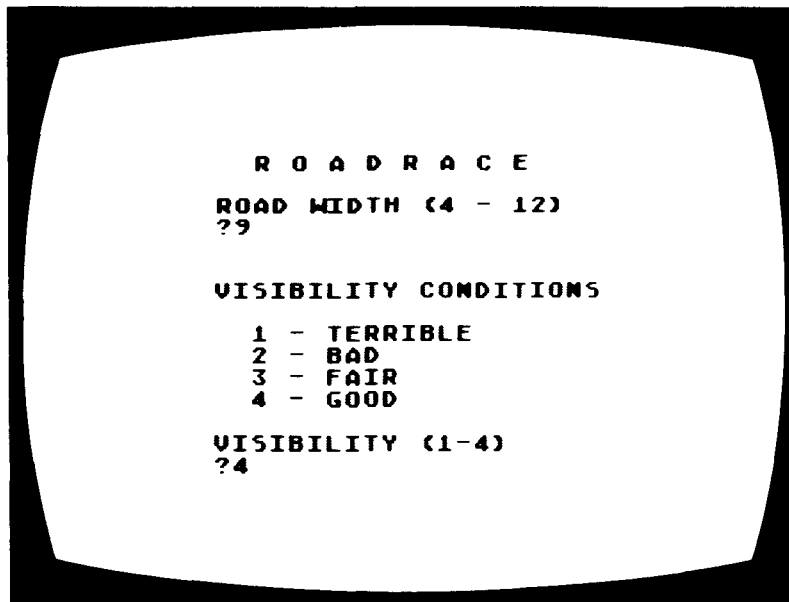 R O A D R A C E
ROAD WIDTH (4 - 12)
?9
VISIBILITY CONDITIONS
1 - TERRIBLE
2 - BAD
3 - FAIR
4 - GOOD
VISIBILITY (1-4)
?4